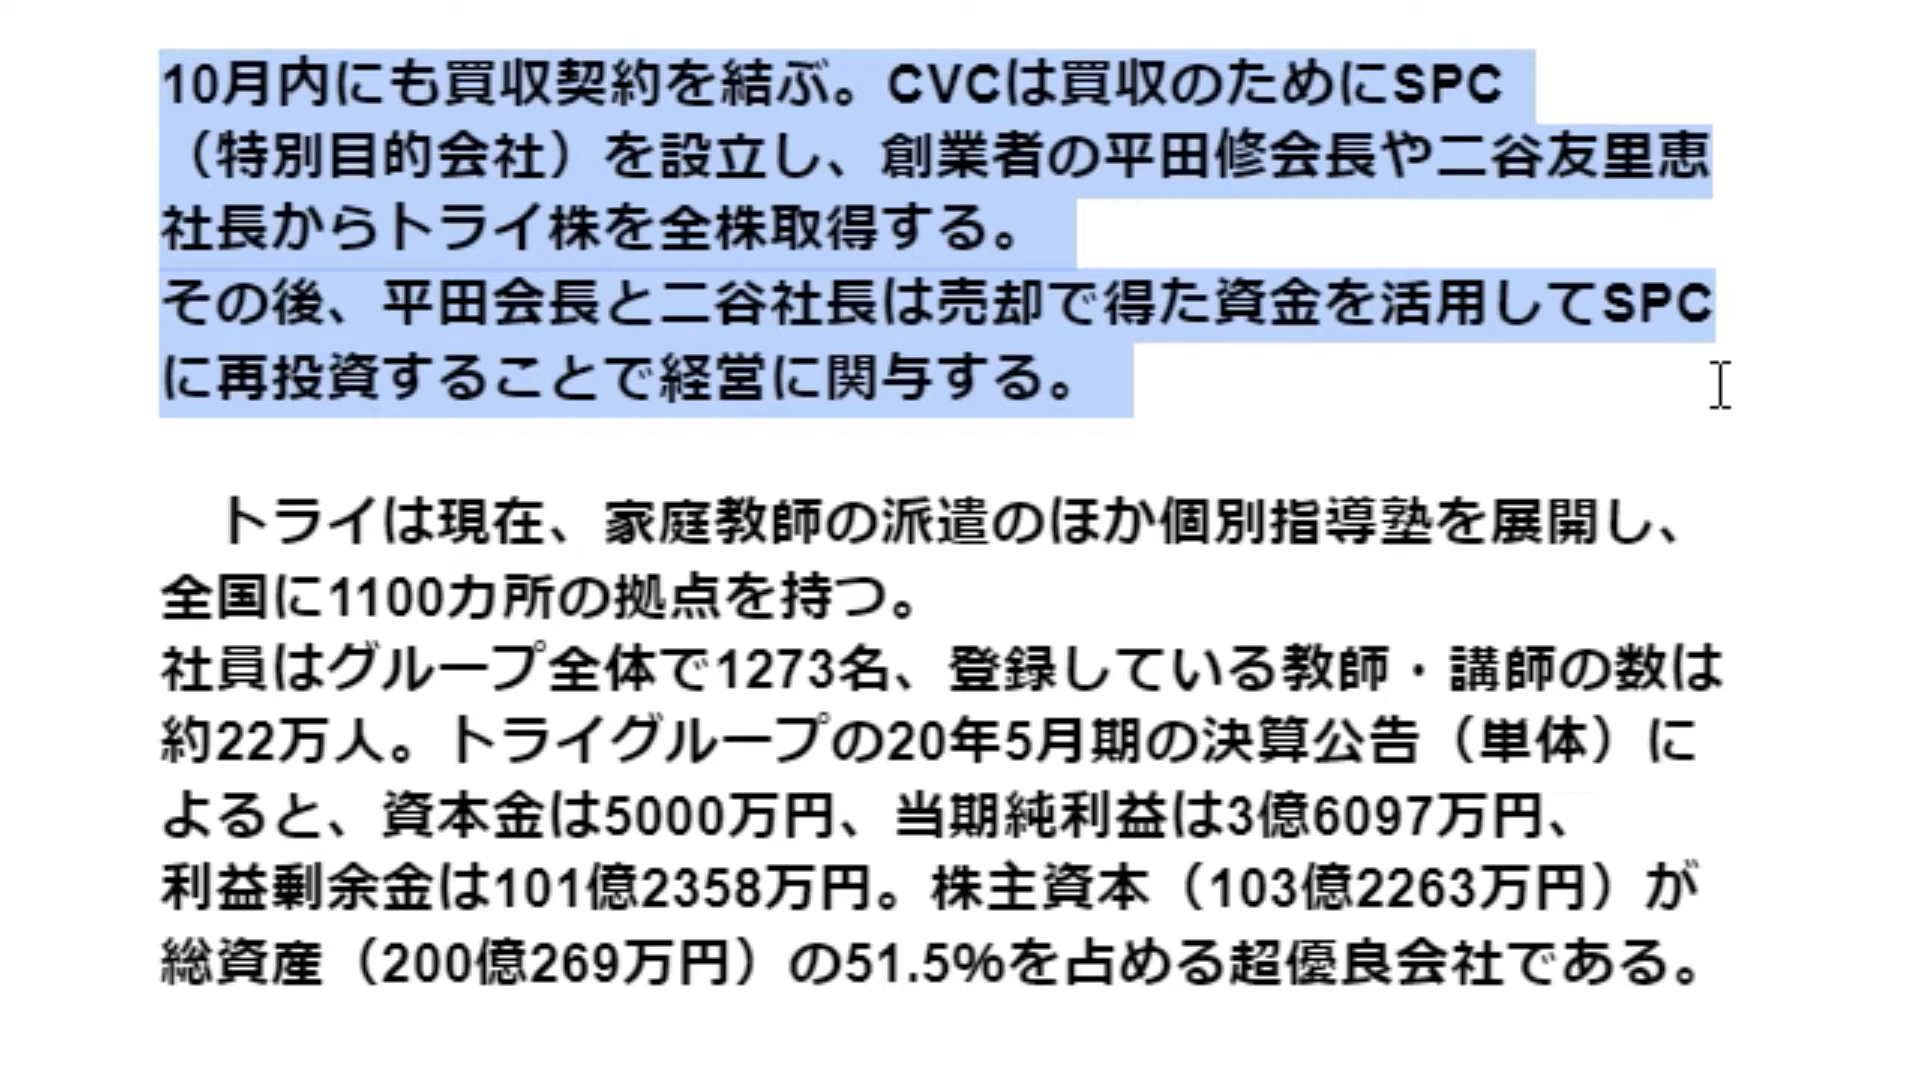 10月内にも買収契約を結ぶ。CVCは買収のためにSPC
（特別目的会社）を設立し、創業者の平田修会長や二谷友里恵
社長からトライ株を全株取得する。
その後、平田会長と二谷社長は売却で得た資金を活用してSPC
に再投資することで経営に関与する。
トライは現在、家庭教師の派遣のほか個別指導塾を展開し、
全国に1100カ所の拠点を持つ。
社員はグループ全体で1273名、登録している教師・講師の数は
約22万人。トライグループの20年5月期の決算公告（単体）に
よると、資本金は5000万円、当期純利益は3億6097万円、
利益剰余金は101億2358万円。株主資本（103億2263万円）が
総資産（200億269万円）の51.5%を占める超優良会社である。